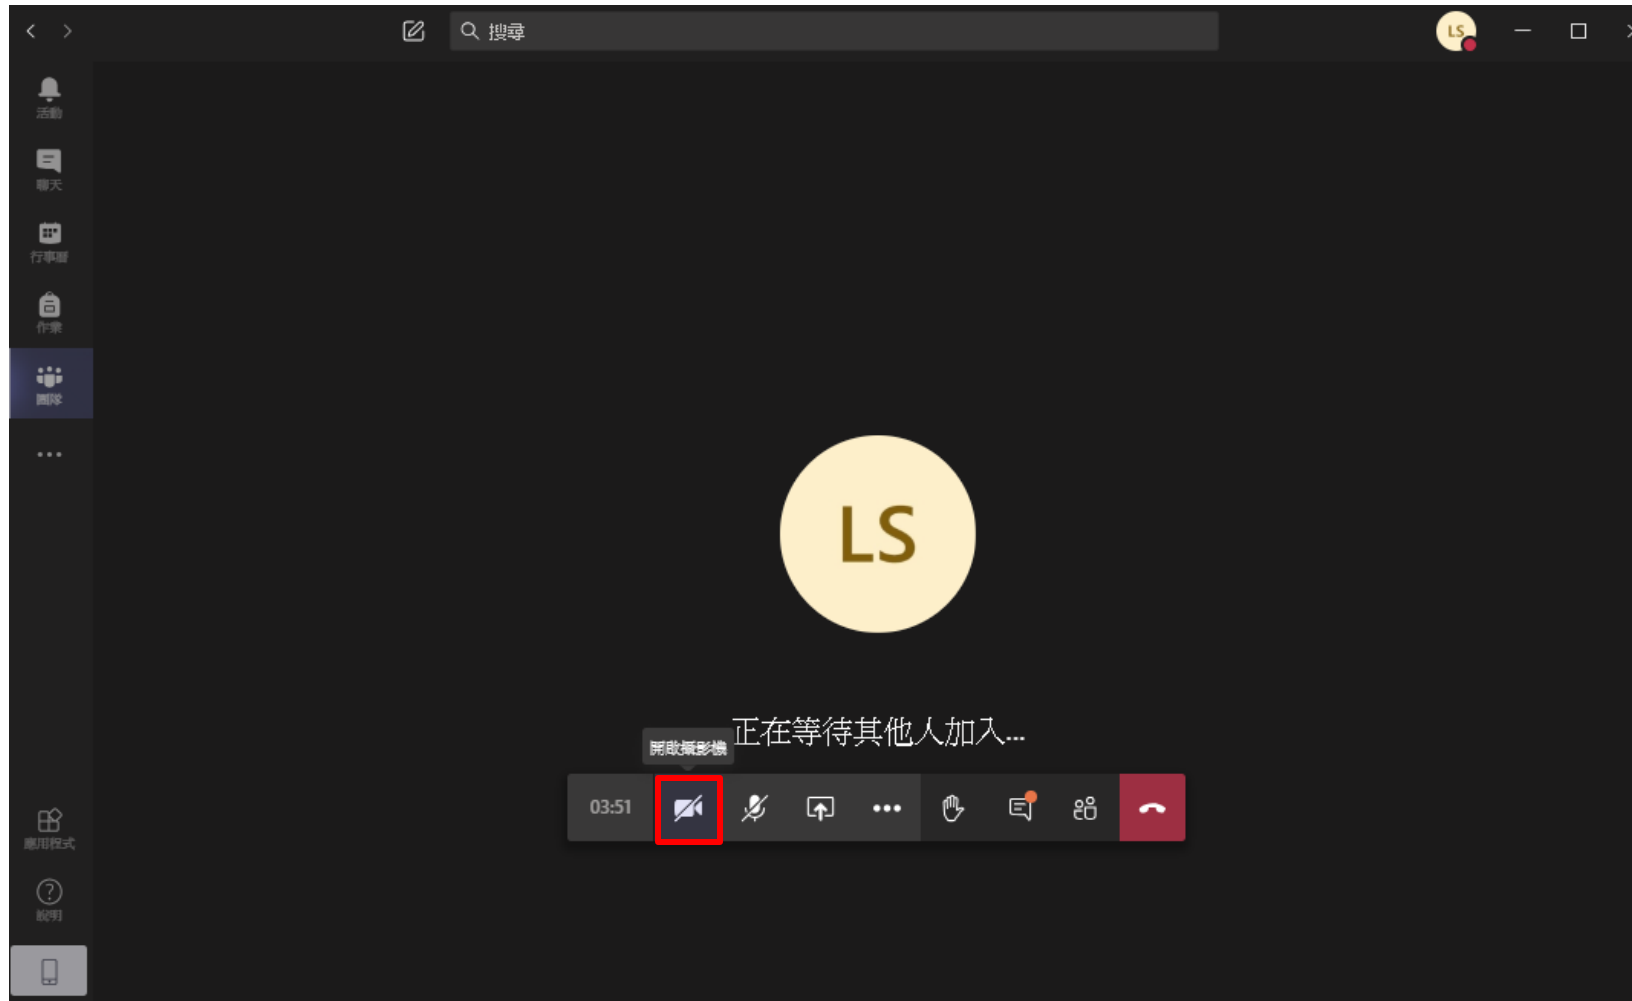 搜尋
LS
活動
聊天
行事曆
作業
團隊
LS
正在等待其他人加入...
開啟攝影機
03:51
應用程式
說明